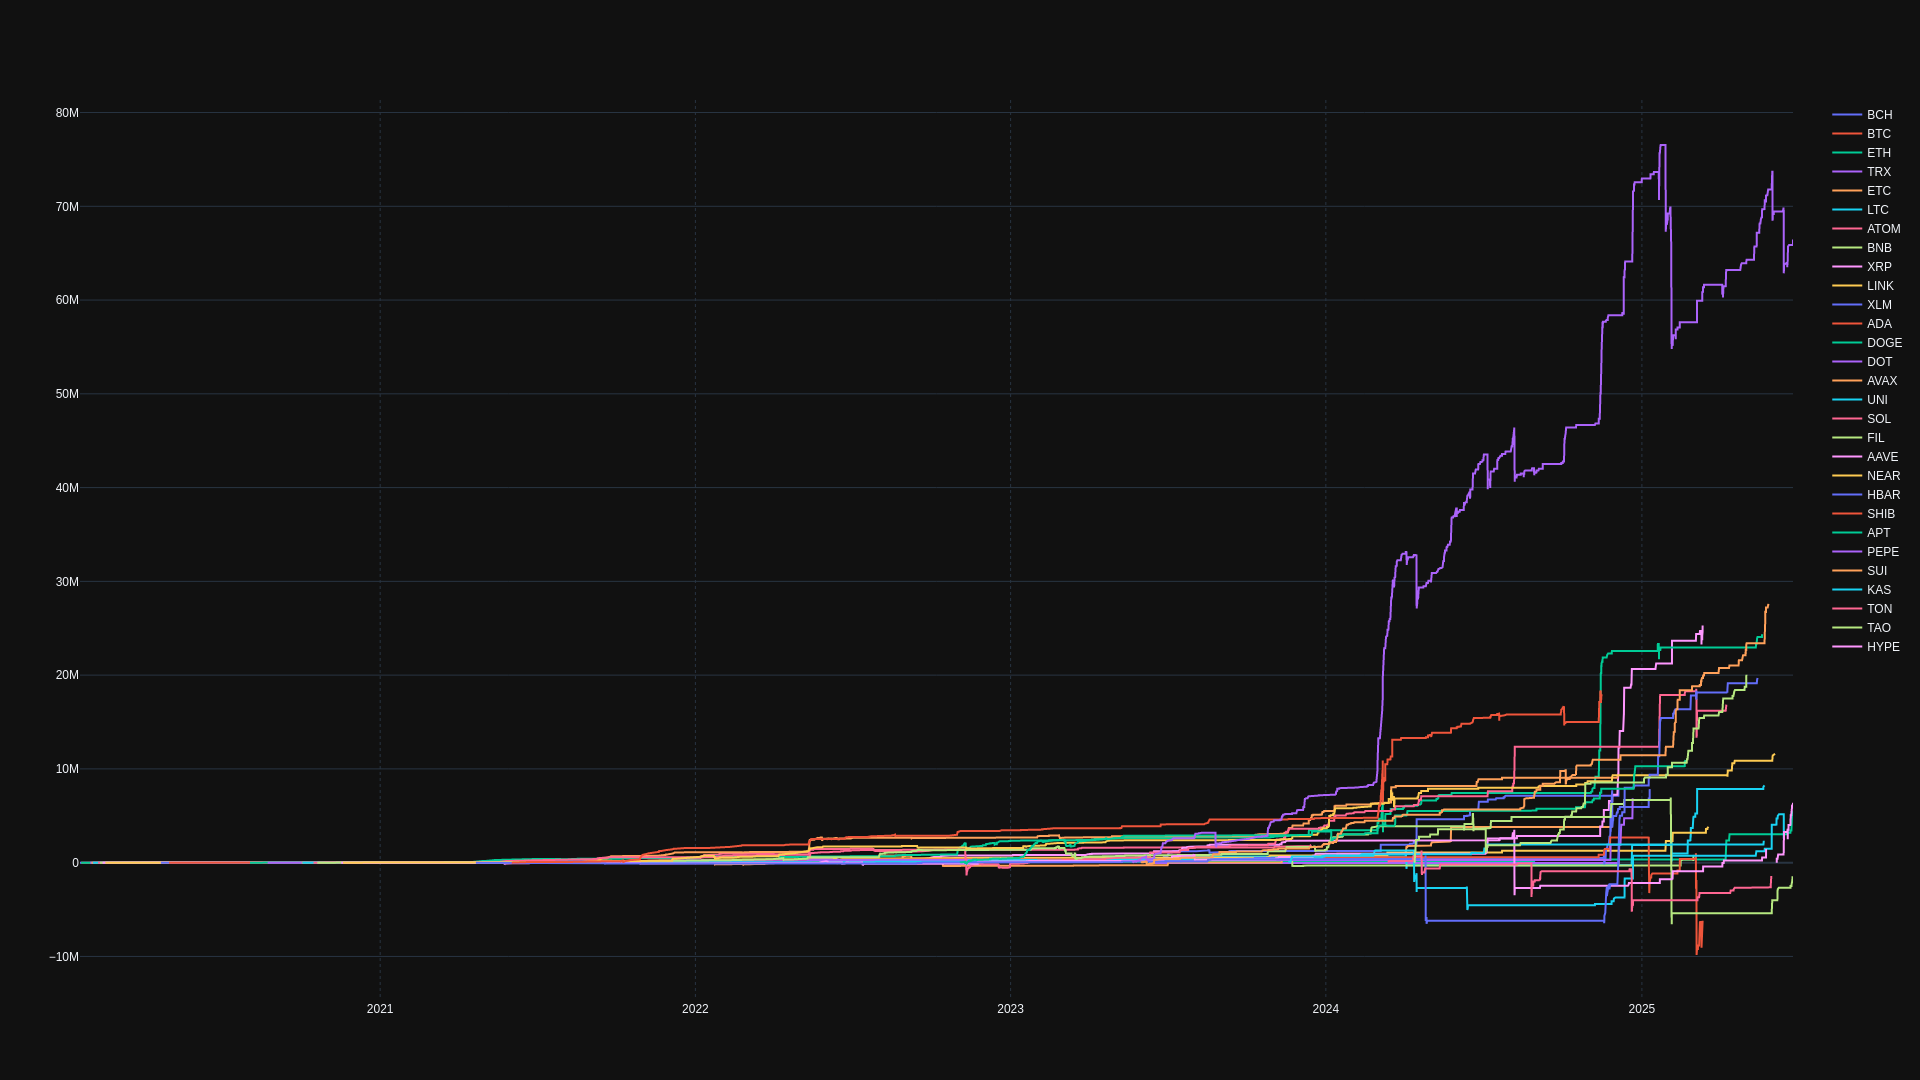 80M
70M
60M
50M
40M
30M
20M
10M
0
−10M
2021
2022
2023
2024
2025
BCH
BTC
ETH
TRX
ETC
LTC
ATOM
BNB
XRP
LINK
XLM
ADA
DOGE
DOT
AVAX
UNI
SOL
FIL
AAVE
NEAR
HBAR
SHIB
APT
PEPE
SUI
KAS
TON
TAO
HYPE